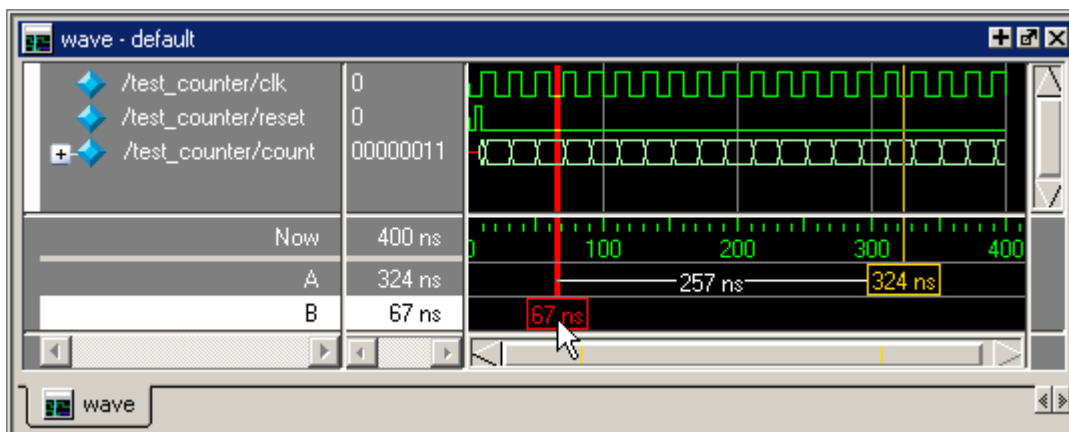 wave - default
/test_counter/clk 0
/test_counter/reset 0
/test_counter/count 00000011
Now 400 ns
0 100 200 300 400
A 324 ns 257 ns 324 ns
B 67 ns 67 ns
wave